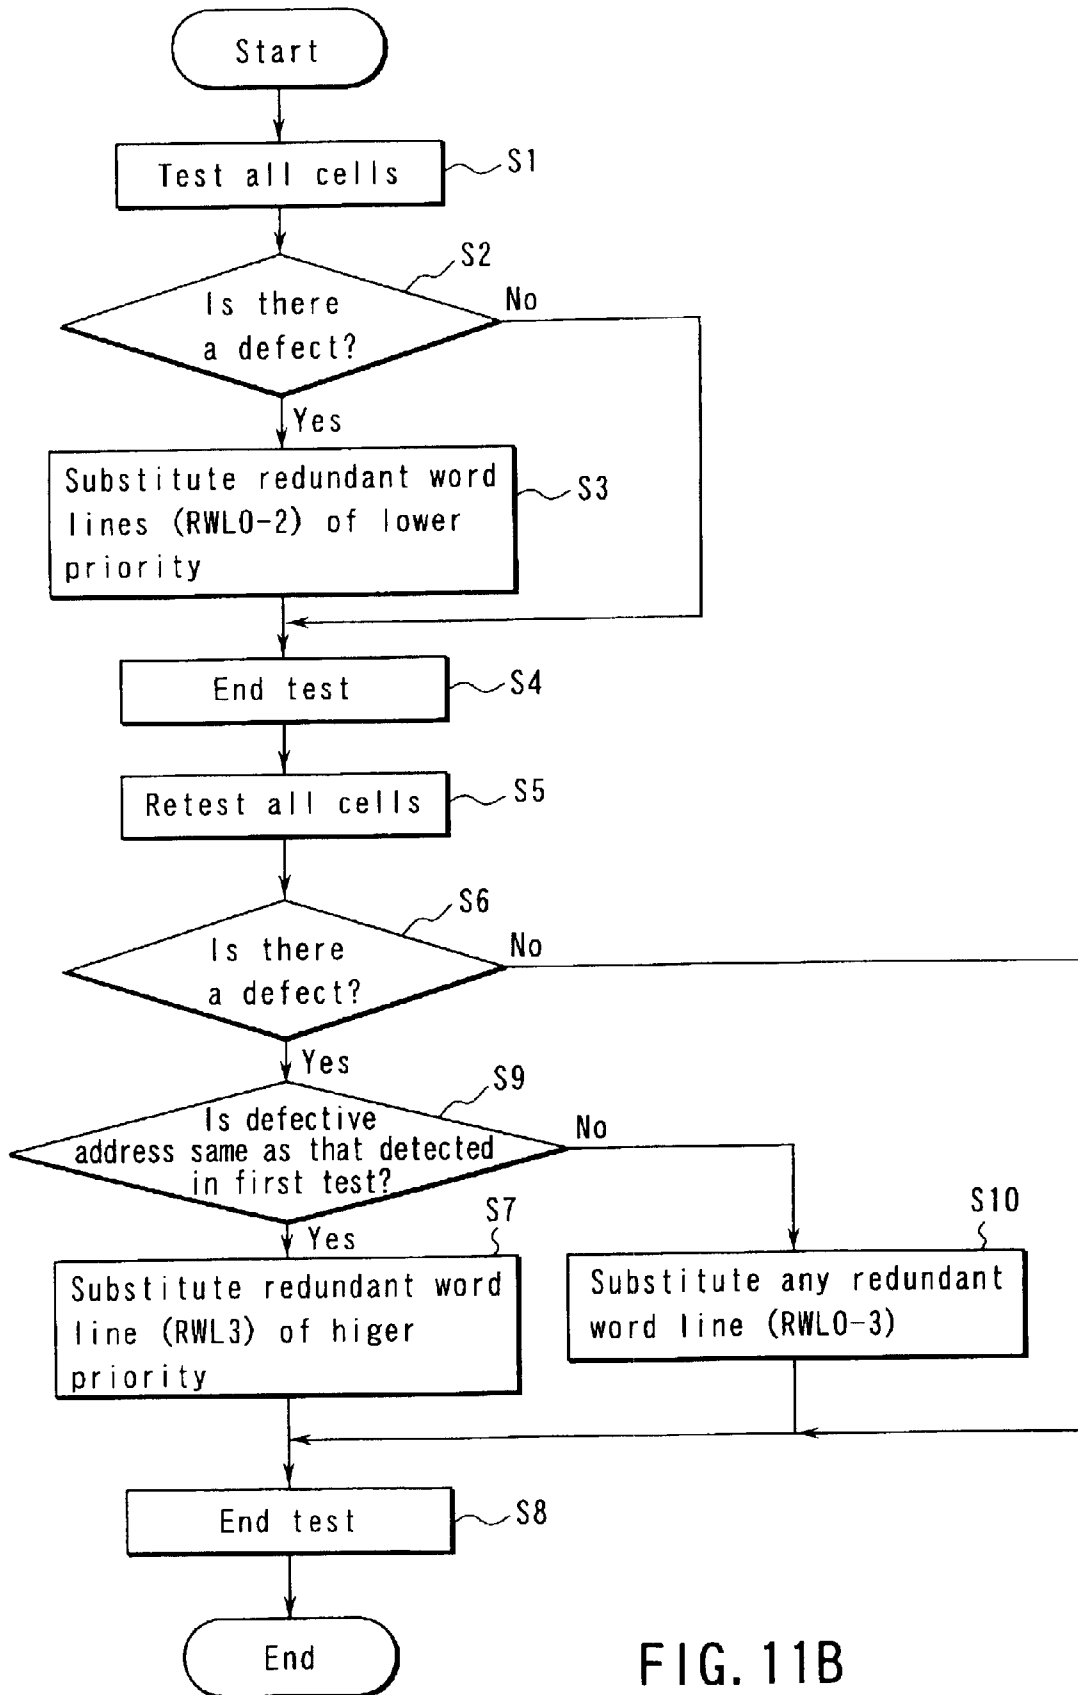 Start
Test all cells
S1
S2
Is there
a defect?
No
Yes
Substitute redundant word
lines (RWL0-2) of lower
priority
S3
End test
S4
Retest all cells
S5
S6
Is there
a defect?
No
Yes
S9
Is defective
address same as that detected
in first test?
No
Yes
S7
Substitute redundant word
line (RWL3) of higer
priority
S10
Substitute any redundant
word line (RWL0-3)
End test
S8
End
FIG. 11B